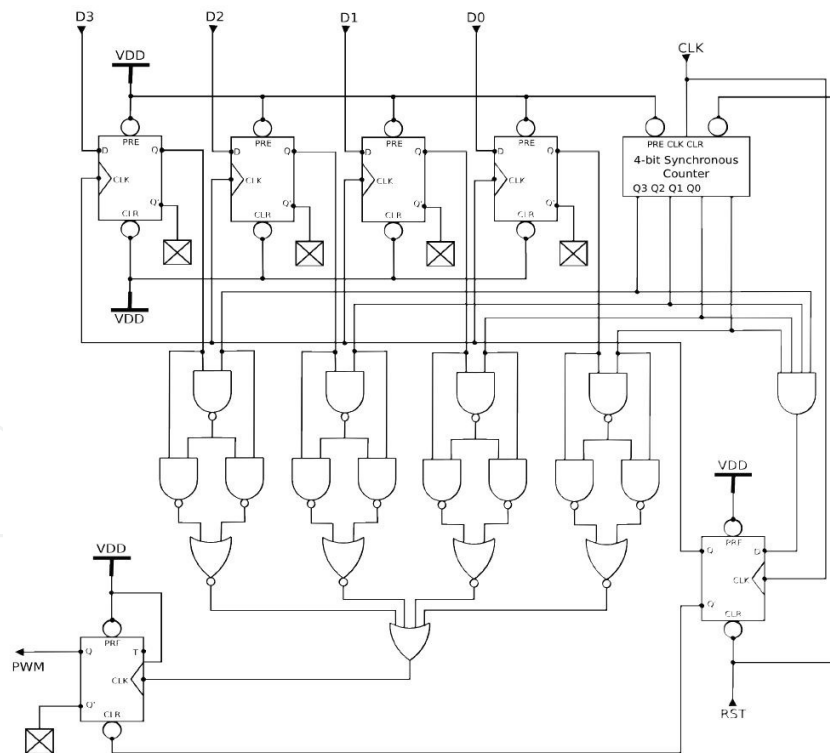 D3 D2 D1 D0
CLK
VDD
PRE PRE PRE PRE PRE CLK CLR
D Q D Q D Q D Q
4-bit Synchronous
Counter
CLK CLK CLK CLK
Q3 Q2 Q1 Q0
Q' Q' Q' Q'
CLR CLR CLR CLR
VDD
VDD
PRE
VDD
Q D
CLK
Q
CLR
PRE
Q T
PWM
CLK
Q'
CLR
RST